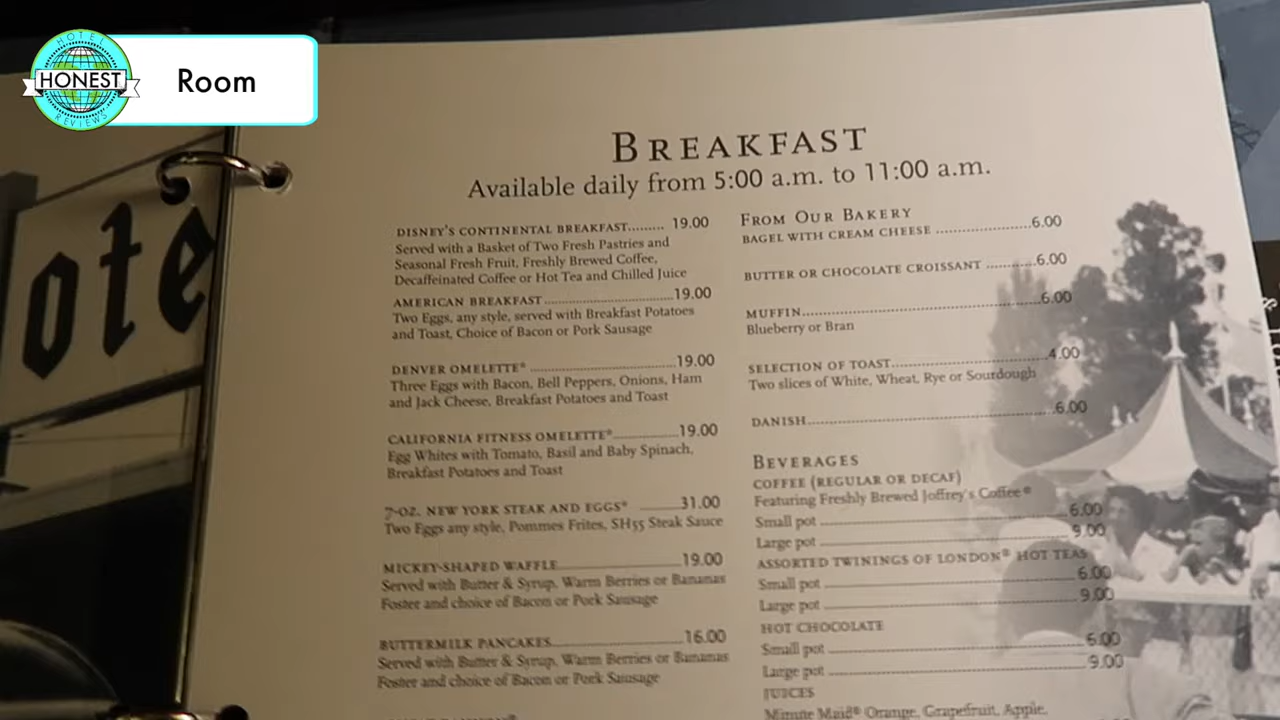 HOTEL
HONEST
REVIEWS
Room
otè
BREAKFAST
Available daily from 5:00 a.m. to 11:00 a.m.
DISNEY'S CONTINENTAL BREAKFAST......... 19.00
Served with a Basket of Two Fresh Pastries and
Seasonal Fresh Fruit, Freshly Brewed Coffee,
Decaffeinated Coffee or Hot Tea and Chilled Juice
AMERICAN BREAKFAST ........ 19.00
Two Eggs, any style, served with Breakfast Potatoes
and Toast, Choice of Bacon or Pork Sausage
DENVER OMELETTE* ........ 19.00
Three Eggs with Bacon, Bell Peppers, Onions, Ham
and Jack Cheese, Breakfast Potatoes and Toast
CALIFORNIA FITNESS OMELETTE* ........ 19.00
Egg Whites with Tomato, Basil and Baby Spinach,
Breakfast Potatoes and Toast
7-OZ. NEW YORK STEAK AND EGGS* ........ 31.00
Two Eggs any style, Pommes Frites, SH55 Steak Sauce
MICKEY-SHAPED WAFFLE ........ 19.00
Served with Butter & Syrup, Warm Berries or Bananas
Foster and choice of Bacon or Pork Sausage
BUTTERMILK PANCAKES ........ 16.00
Served with Butter & Syrup, Warm Berries or Bananas
Foster and choice of Bacon or Pork Sausage
FROM OUR BAKERY
BAGEL WITH CREAM CHEESE ........ 6.00
BUTTER OR CHOCOLATE CROISSANT ........ 6.00
MUFFIN ........ 6.00
Blueberry or Bran
SELECTION OF TOAST ........ 4.00
Two slices of White, Wheat, Rye or Sourdough
DANISH ........ 6.00
BEVERAGES
COFFEE (REGULAR OR DECAF)
Featuring Freshly Brewed Joffrey's Coffee®
Small pot ........ 6.00
Large pot ........ 9.00
ASSORTED TWININGS OF LONDON® HOT TEAS
Small pot ........ 6.00
Large pot ........ 9.00
HOT CHOCOLATE
Small pot ........ 6.00
Large pot ........ 9.00
JUICES
Minute Maid® Orange, Grapefruit, Apple,